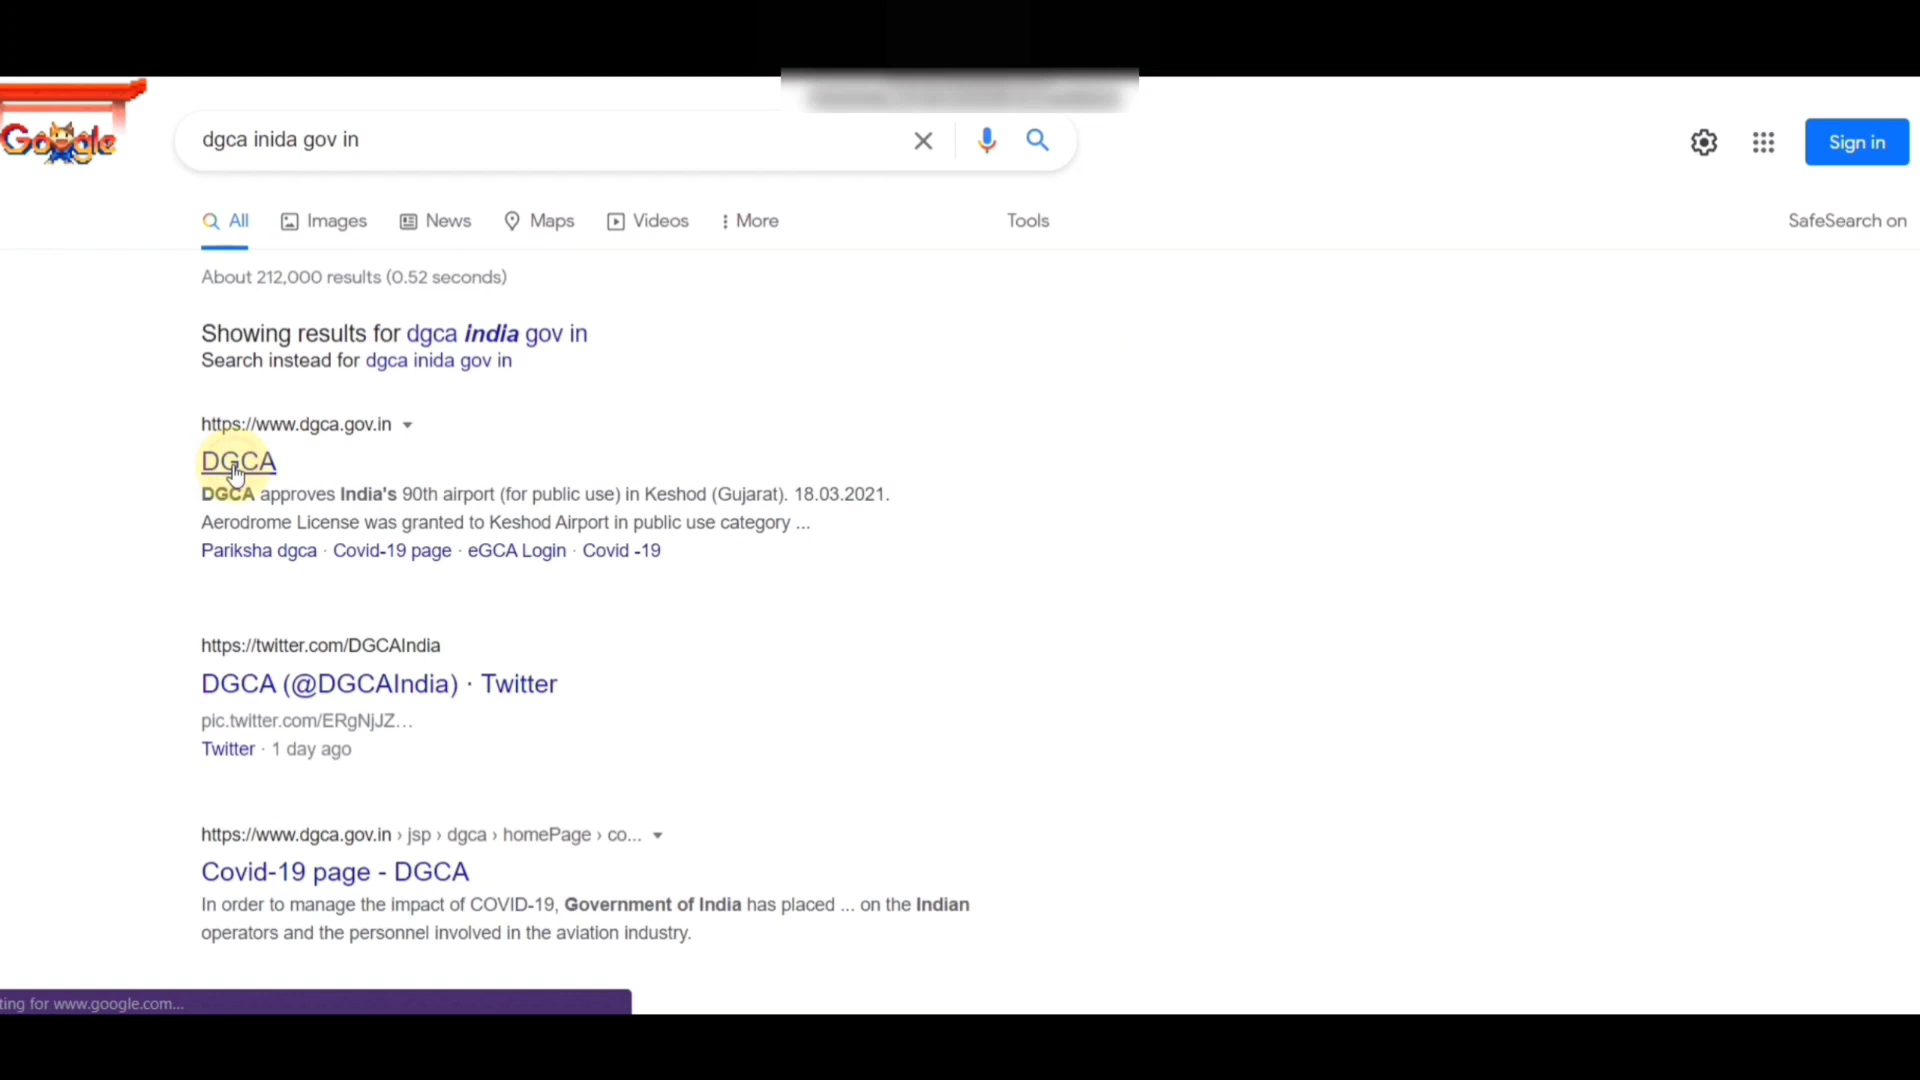 Google
dgca inida gov in
Sign in
All Images News Maps Videos More Tools SafeSearch on
About 212,000 results (0.52 seconds)
Showing results for dgca india gov in
Search instead for dgca inida gov in
https://www.dgca.gov.in
DGCA
DGCA approves India's 90th airport (for public use) in Keshod (Gujarat). 18.03.2021.
Aerodrome License was granted to Keshod Airport in public use category ...
Pariksha dgca · Covid-19 page · eGCA Login · Covid -19
https://twitter.com/DGCAIndia
DGCA (@DGCAIndia) · Twitter
pic.twitter.com/ERgNjJZ...
Twitter · 1 day ago
https://www.dgca.gov.in › jsp › dgca › homePage › co...
Covid-19 page - DGCA
In order to manage the impact of COVID-19, Government of India has placed ... on the Indian
operators and the personnel involved in the aviation industry.
ting for www.google.com...